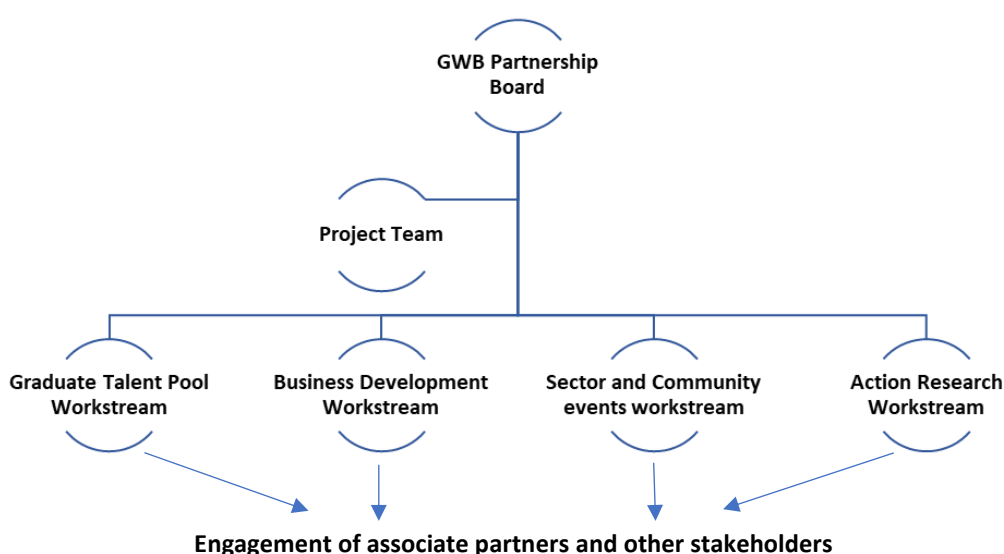 GWB Partnership
Board
Project Team
Graduate Talent Pool
Workstream
Business Development
Workstream
Sector and Community
events workstream
Action Research
Workstream
Engagement of associate partners and other stakeholders